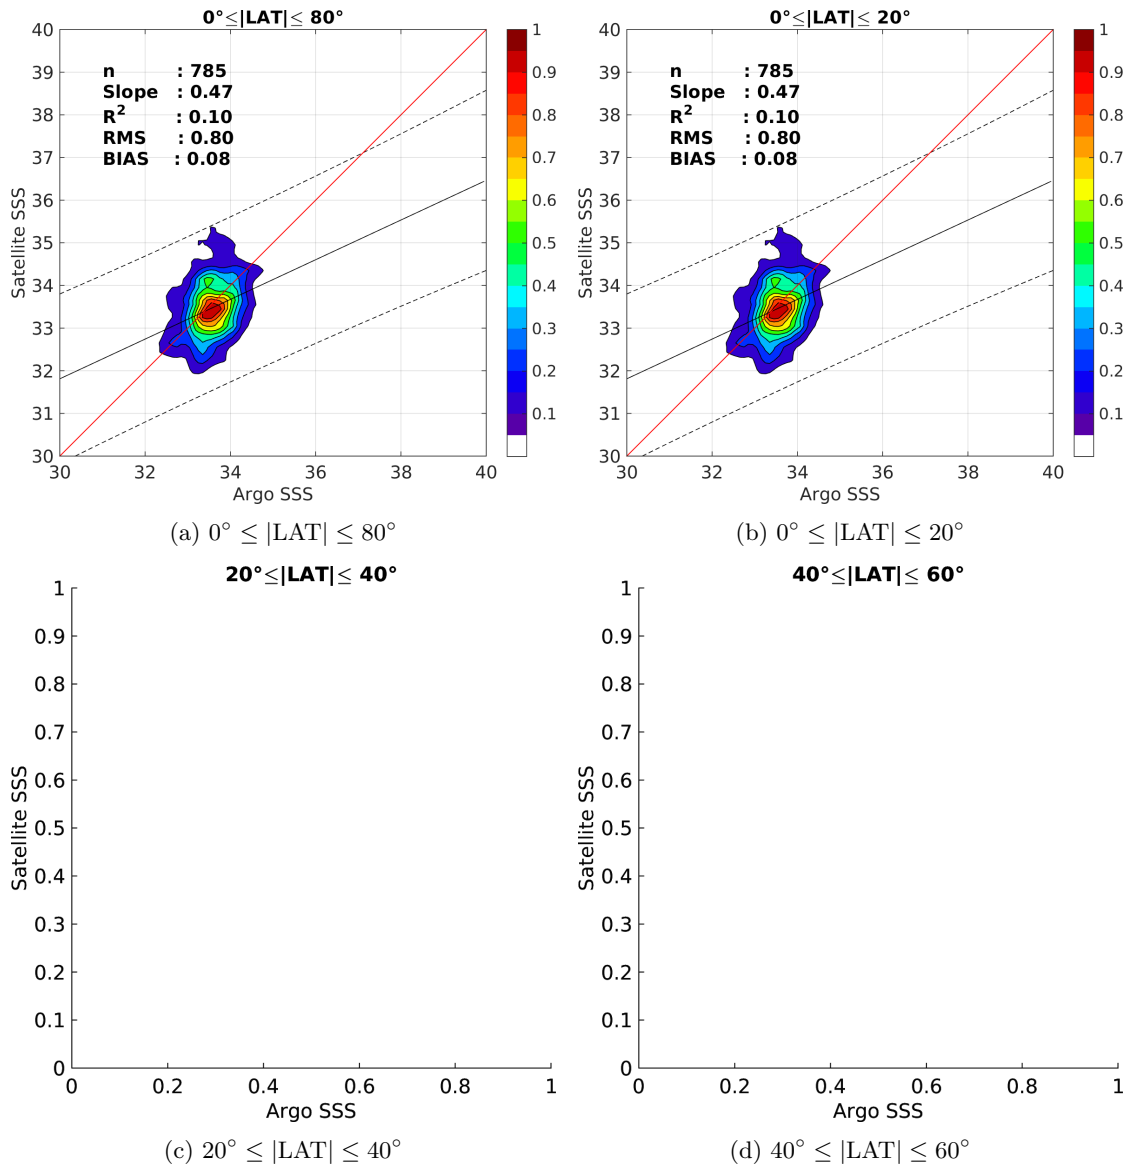 0°≤|LAT|≤ 80°
0°≤|LAT|≤ 20°
n : 785
Slope : 0.47
R² : 0.10
RMS : 0.80
BIAS : 0.08
n : 785
Slope : 0.47
R² : 0.10
RMS : 0.80
BIAS : 0.08
40
39
38
37
36
35
34
33
32
31
30
Satellite SSS
30 32 34 36 38 40
Argo SSS
1
0.9
0.8
0.7
0.6
0.5
0.4
0.3
0.2
0.1
40
39
38
37
36
35
34
33
32
31
30
Satellite SSS
30 32 34 36 38 40
Argo SSS
1
0.9
0.8
0.7
0.6
0.5
0.4
0.3
0.2
0.1
(a) 0° ≤ |LAT| ≤ 80°
(b) 0° ≤ |LAT| ≤ 20°
20°≤|LAT|≤ 40°
1
0.9
0.8
0.7
0.6
0.5
0.4
0.3
0.2
0.1
0
Satellite SSS
0 0.2 0.4 0.6 0.8 1
Argo SSS
40°≤|LAT|≤ 60°
1
0.9
0.8
0.7
0.6
0.5
0.4
0.3
0.2
0.1
0
Satellite SSS
0 0.2 0.4 0.6 0.8 1
Argo SSS
(c) 20° ≤ |LAT| ≤ 40°
(d) 40° ≤ |LAT| ≤ 60°